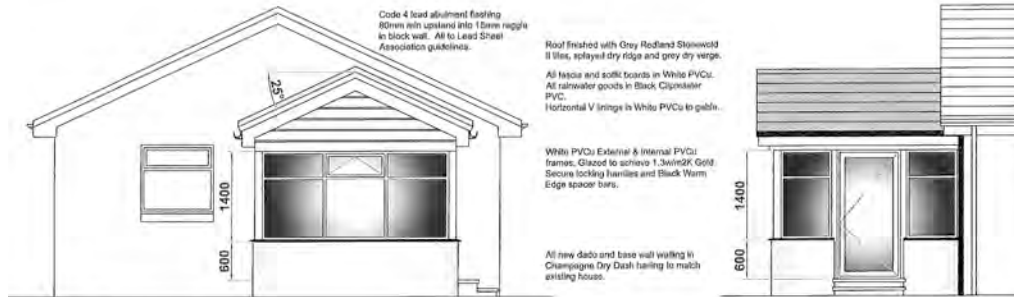 Code 4 lead abutment flashing
80mm min upstand into 15mm raggle
in block wall. All to Lead Sheet
Association guidelines.
25°
1400
600
Roof finished with Grey Redland Stonewold
II tiles, splayed dry ridge and grey dry verge.
All fascia and soffit boards in White PVCu.
All rainwater goods in Black Clipmaster
PVC.
Horizontal V linings in White PVCu to gable.
White PVCu External & Internal PVCu
frames, Glazed to achieve 1.3w/m2K Gold.
Secure locking handles and Black Warm
Edge spacer bars.
All new dado and base wall walling in
Champagne Dry Dash harling to match
existing house.
1400
600